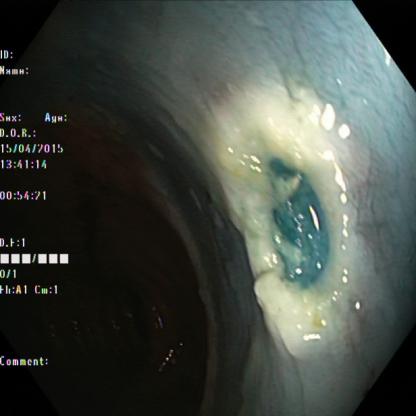 ID:
Name:
Sex: Age:
D.O.B.:
15/04/2015
13:41:14
00:54:21
D.F:1
■■■/■■■
0/1
Eh:A1 Cm:1
Comment: